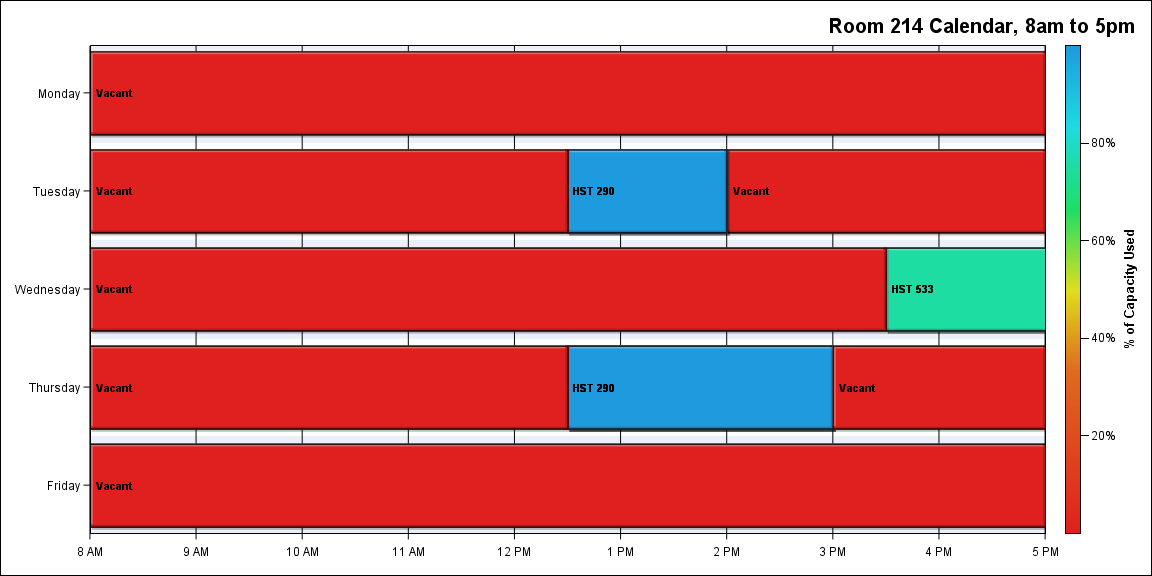 Room 214 Calendar, 8am to 5pm
Monday
Vacant
Tuesday
Vacant
HST 290
Vacant
Wednesday
Vacant
HST 533
Thursday
Vacant
HST 290
Vacant
Friday
Vacant
8 AM
9 AM
10 AM
11 AM
12 PM
1 PM
2 PM
3 PM
4 PM
5 PM
80%
60%
40%
20%
% of Capacity Used